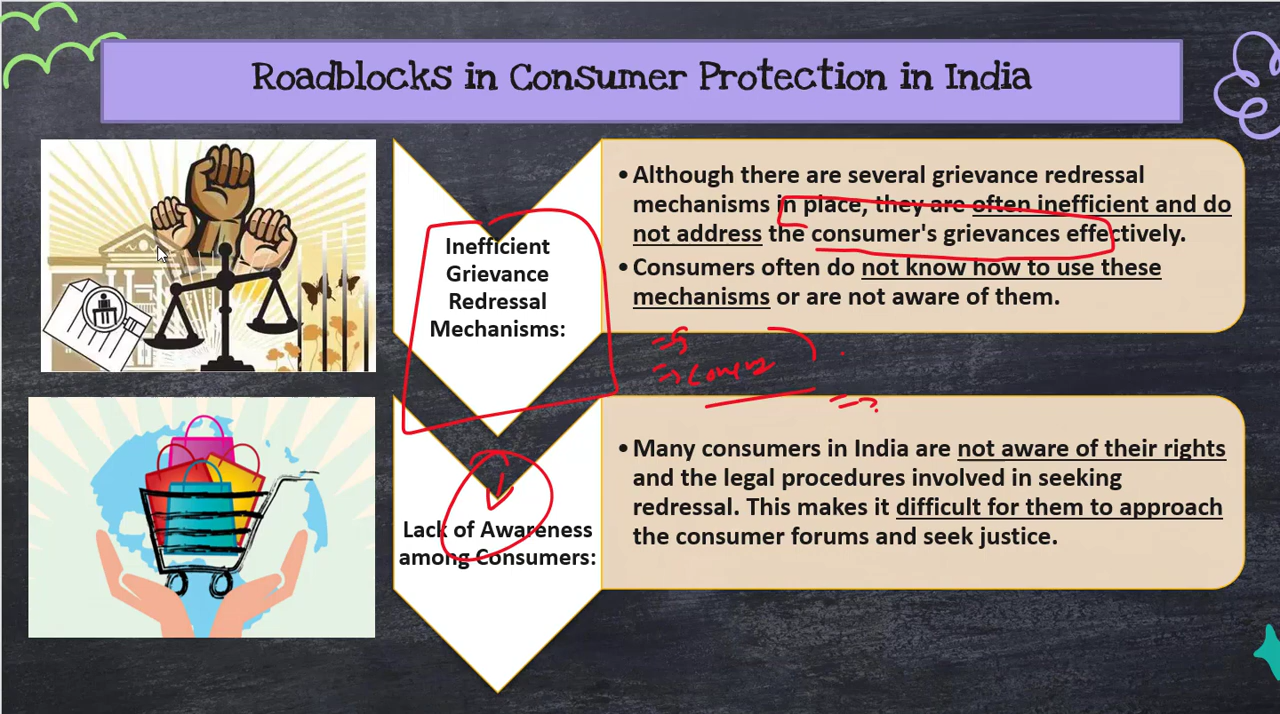 Roadblocks in Consumer Protection in India
Inefficient
Grievance
Redressal
Mechanisms:
• Although there are several grievance redressal
mechanisms in place, they are often inefficient and do
not address the consumer's grievances effectively.
• Consumers often do not know how to use these
mechanisms or are not aware of them.
Lack of Awareness
among Consumers:
• Many consumers in India are not aware of their rights
and the legal procedures involved in seeking
redressal. This makes it difficult for them to approach
the consumer forums and seek justice.